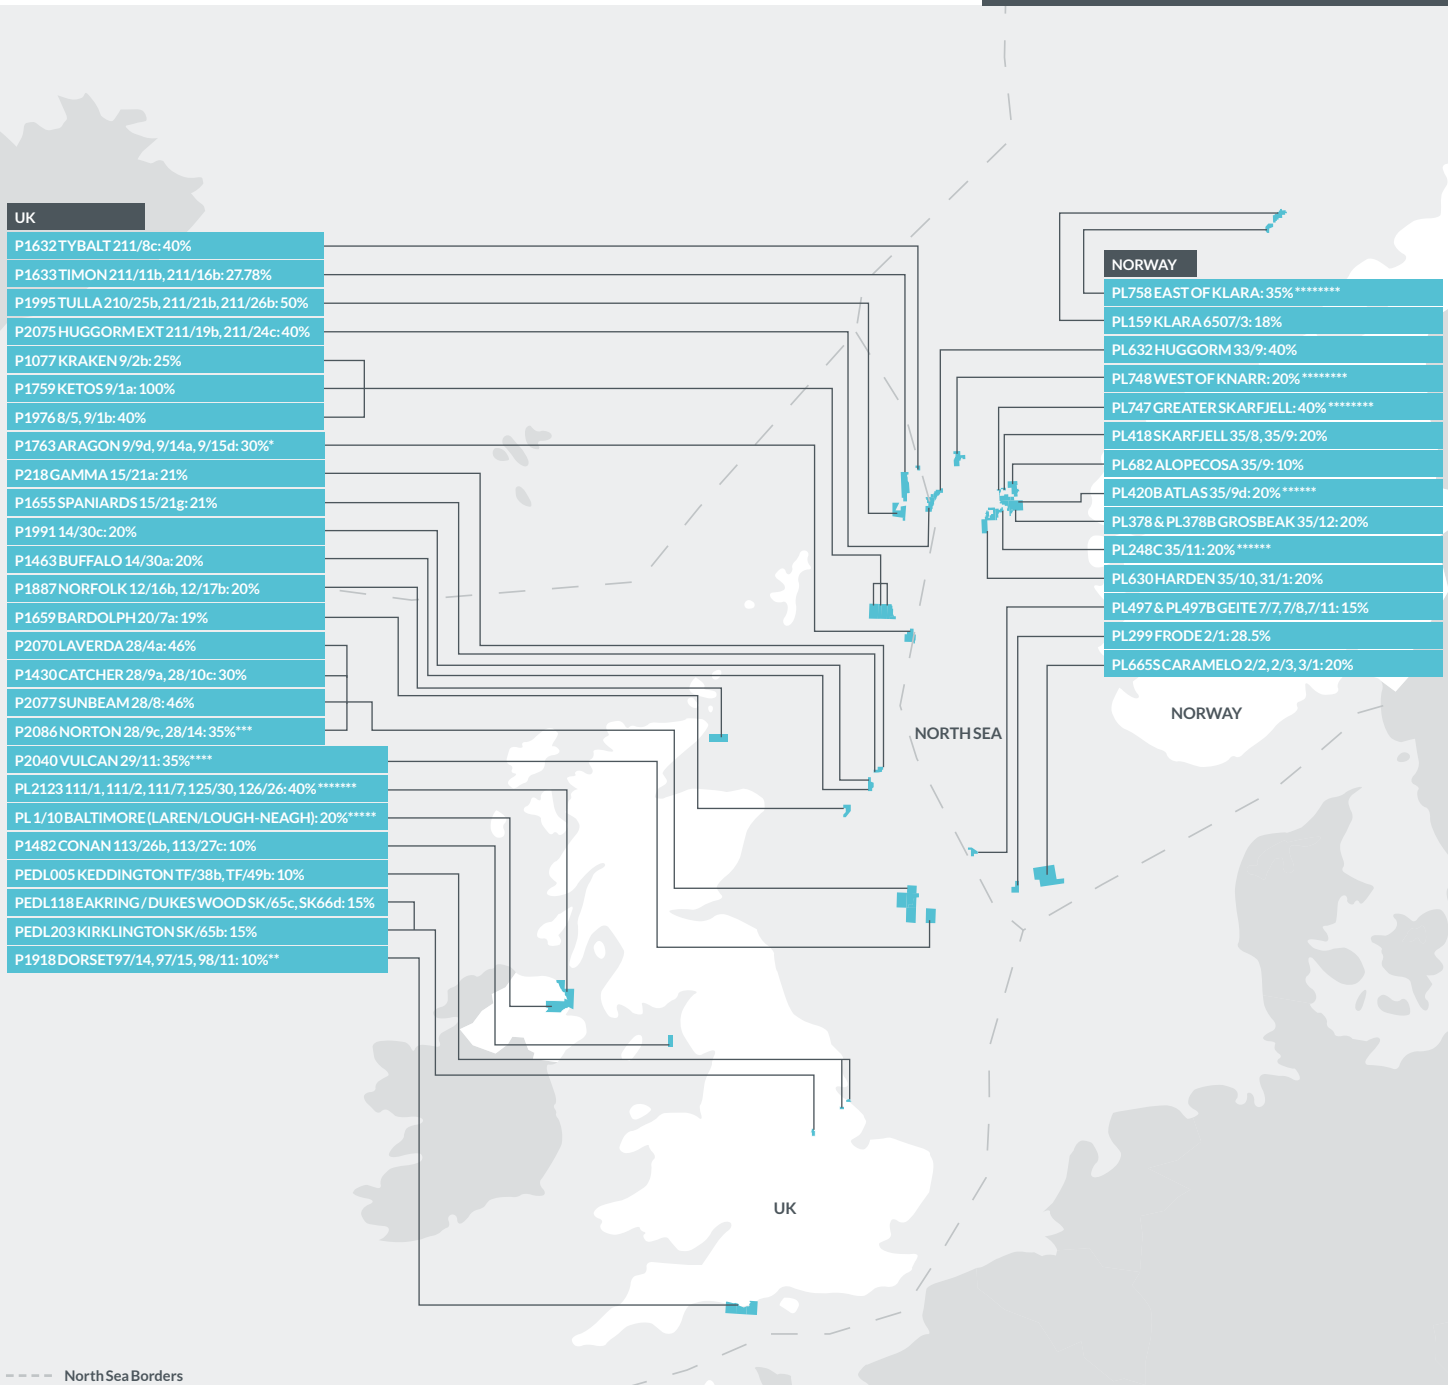 UK
P1632 TYBALT 211/8c: 40%
P1633 TIMON 211/11b, 211/16b: 27.78%
P1995 TULLA 210/25b, 211/21b, 211/26b: 50%
P2075 HUGGORM EXT 211/19b, 211/24c: 40%
P1077 KRAKEN 9/2b: 25%
P1759 KETOS 9/1a: 100%
P1976 8/5, 9/1b: 40%
P1763 ARAGON 9/9d, 9/14a, 9/15d: 30%*
P218 GAMMA 15/21a: 21%
P1655 SPANIARDS 15/21g: 21%
P1991 14/30c: 20%
P1463 BUFFALO 14/30a: 20%
P1887 NORFOLK 12/16b, 12/17b: 20%
P1659 BARDOLPH 20/7a: 19%
P2070 LAVERDA 28/4a: 46%
P1430 CATCHER 28/9a, 28/10c: 30%
P2077 SUNBEAM 28/8: 46%
P2086 NORTON 28/9c, 28/14: 35%***
P2040 VULCAN 29/11: 35%****
PL2123 111/1, 111/2, 111/7, 125/30, 126/26: 40% *******
PL 1/10 BALTIMORE (LAREN/LOUGH-NEAGH): 20%*****
P1482 CONAN 113/26b, 113/27c: 10%
PEDL005 KEDDINGTON TF/38b, TF/49b: 10%
PEDL118 EAKRING / DUKES WOOD SK/65c, SK66d: 15%
PEDL203 KIRKLINGTON SK/65b: 15%
P1918 DORSET 97/14, 97/15, 98/11: 10%**
NORWAY
PL758 EAST OF KLARA: 35% ********
PL159 KLARA 6507/3: 18%
PL632 HUGGORM 33/9: 40%
PL748 WEST OF KNARR: 20% ********
PL747 GREATER SKARFJELL: 40% ********
PL418 SKARFJELL 35/8, 35/9: 20%
PL682 ALOPECOSA 35/9: 10%
PL420B ATLAS 35/9d: 20% ******
PL378 & PL378B GROSBEAK 35/12: 20%
PL248C 35/11: 20% ******
PL630 HARDEN 35/10, 31/1: 20%
PL497 & PL497B GEITE 7/7, 7/8, 7/11: 15%
PL299 FRODE 2/1: 28.5%
PL665S CARAMELO 2/2, 2/3, 3/1: 20%
NORWAY
NORTH SEA
UK
North Sea Borders